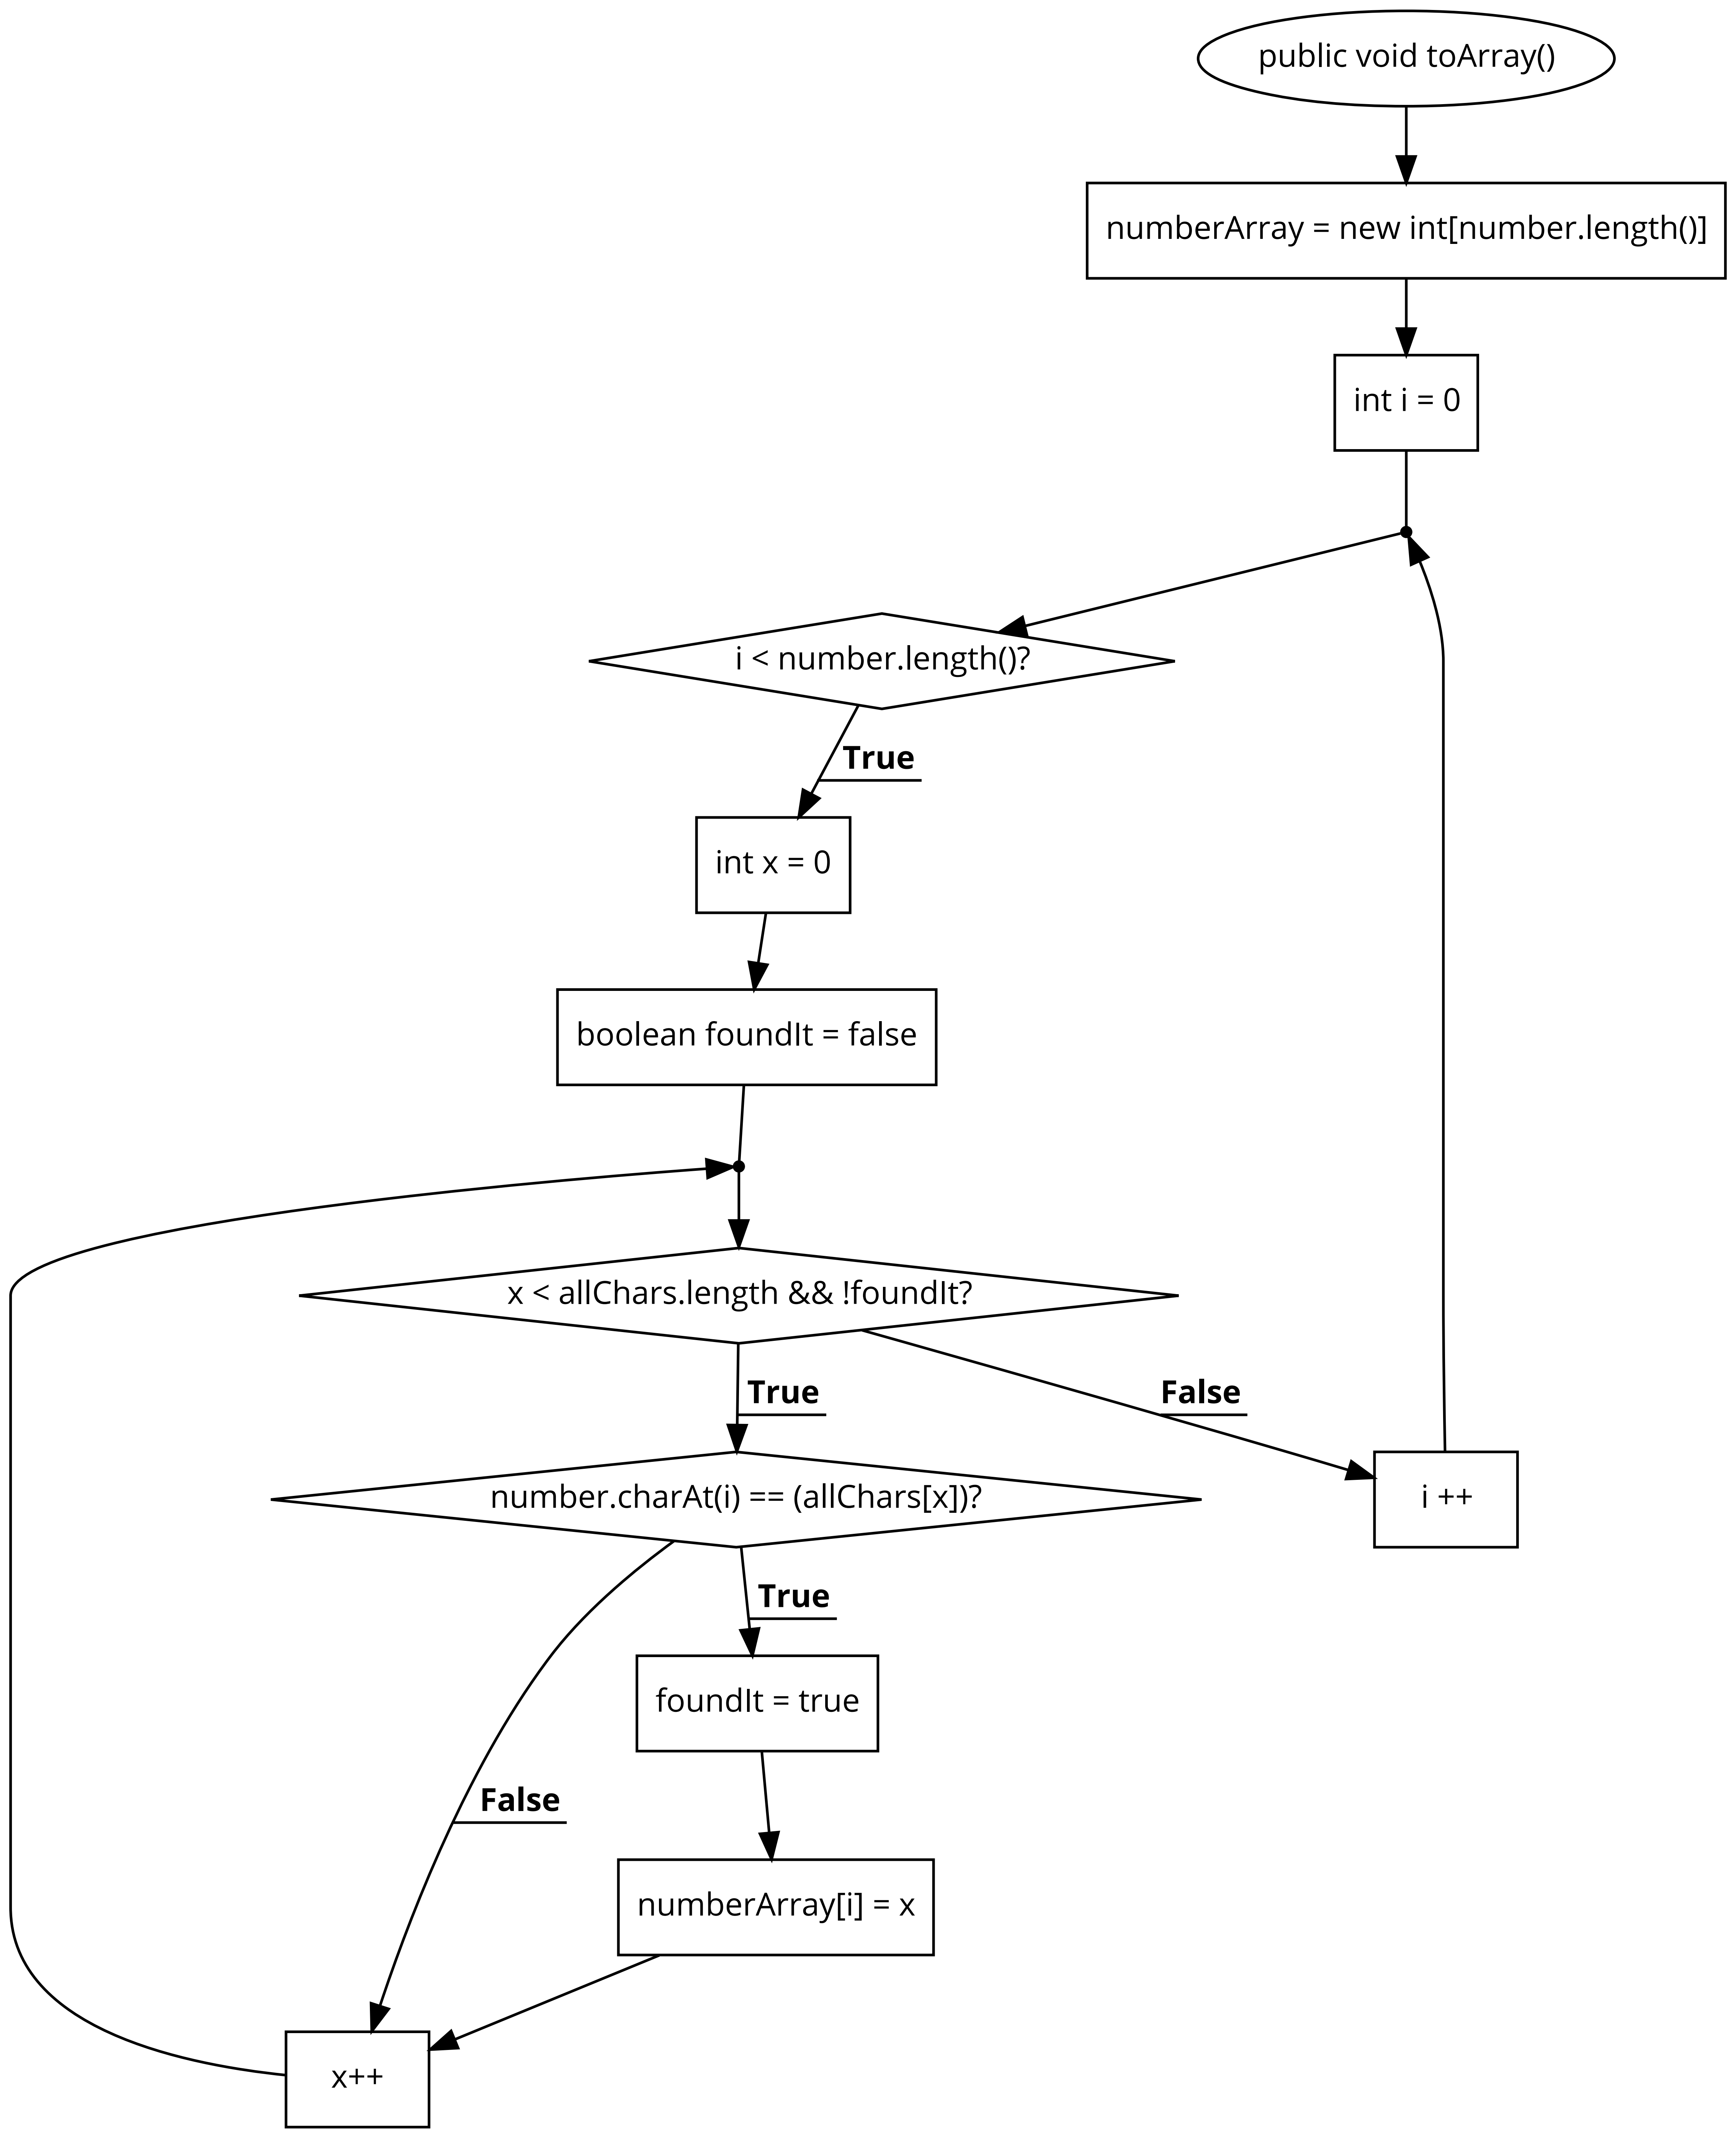 public void toArray()
numberArray = new int[number.length()]
int i = 0
i < number.length()?
True
int x = 0
boolean foundIt = false
x < allChars.length && !foundIt?
True
False
number.charAt(i) == (allChars[x])?
i ++
True
foundIt = true
False
numberArray[i] = x
x++